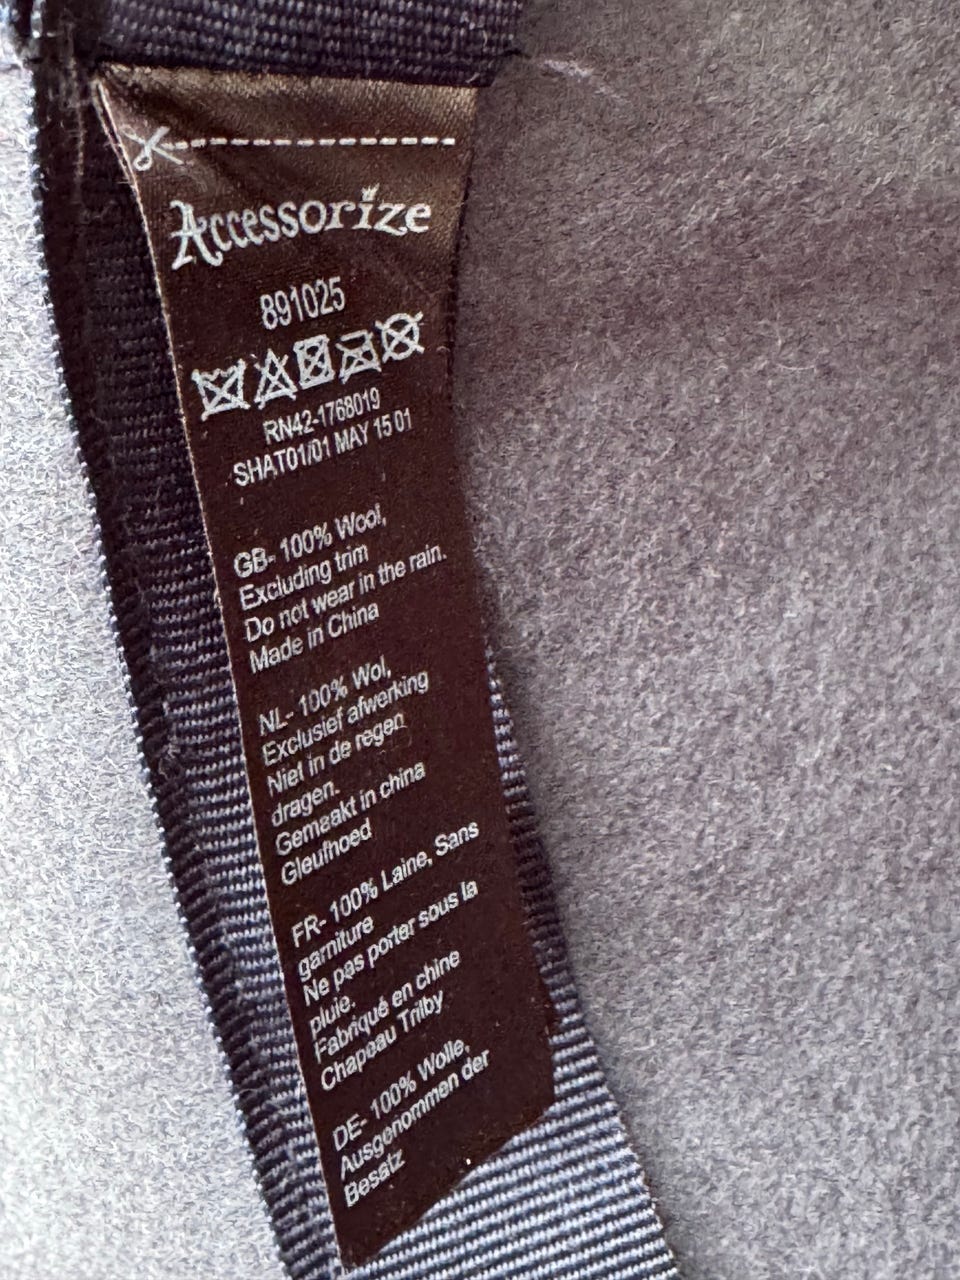 Accessorize
891025
RN42-1768019
SHAT01/01 MAY 15 01
GB- 100% Wool,
Excluding trim
Do not wear in the rain.
Made in China
NL- 100% Wol,
Exclusief afwerking
Niet in de regen
dragen.
Gemaakt in china
Gleufhoed
FR- 100% Laine, Sans
garniture
Ne pas porter sous la
pluie.
Fabriqué en chine
Chapeau Trilby
DE- 100% Wolle,
Ausgenommen der
Besatz